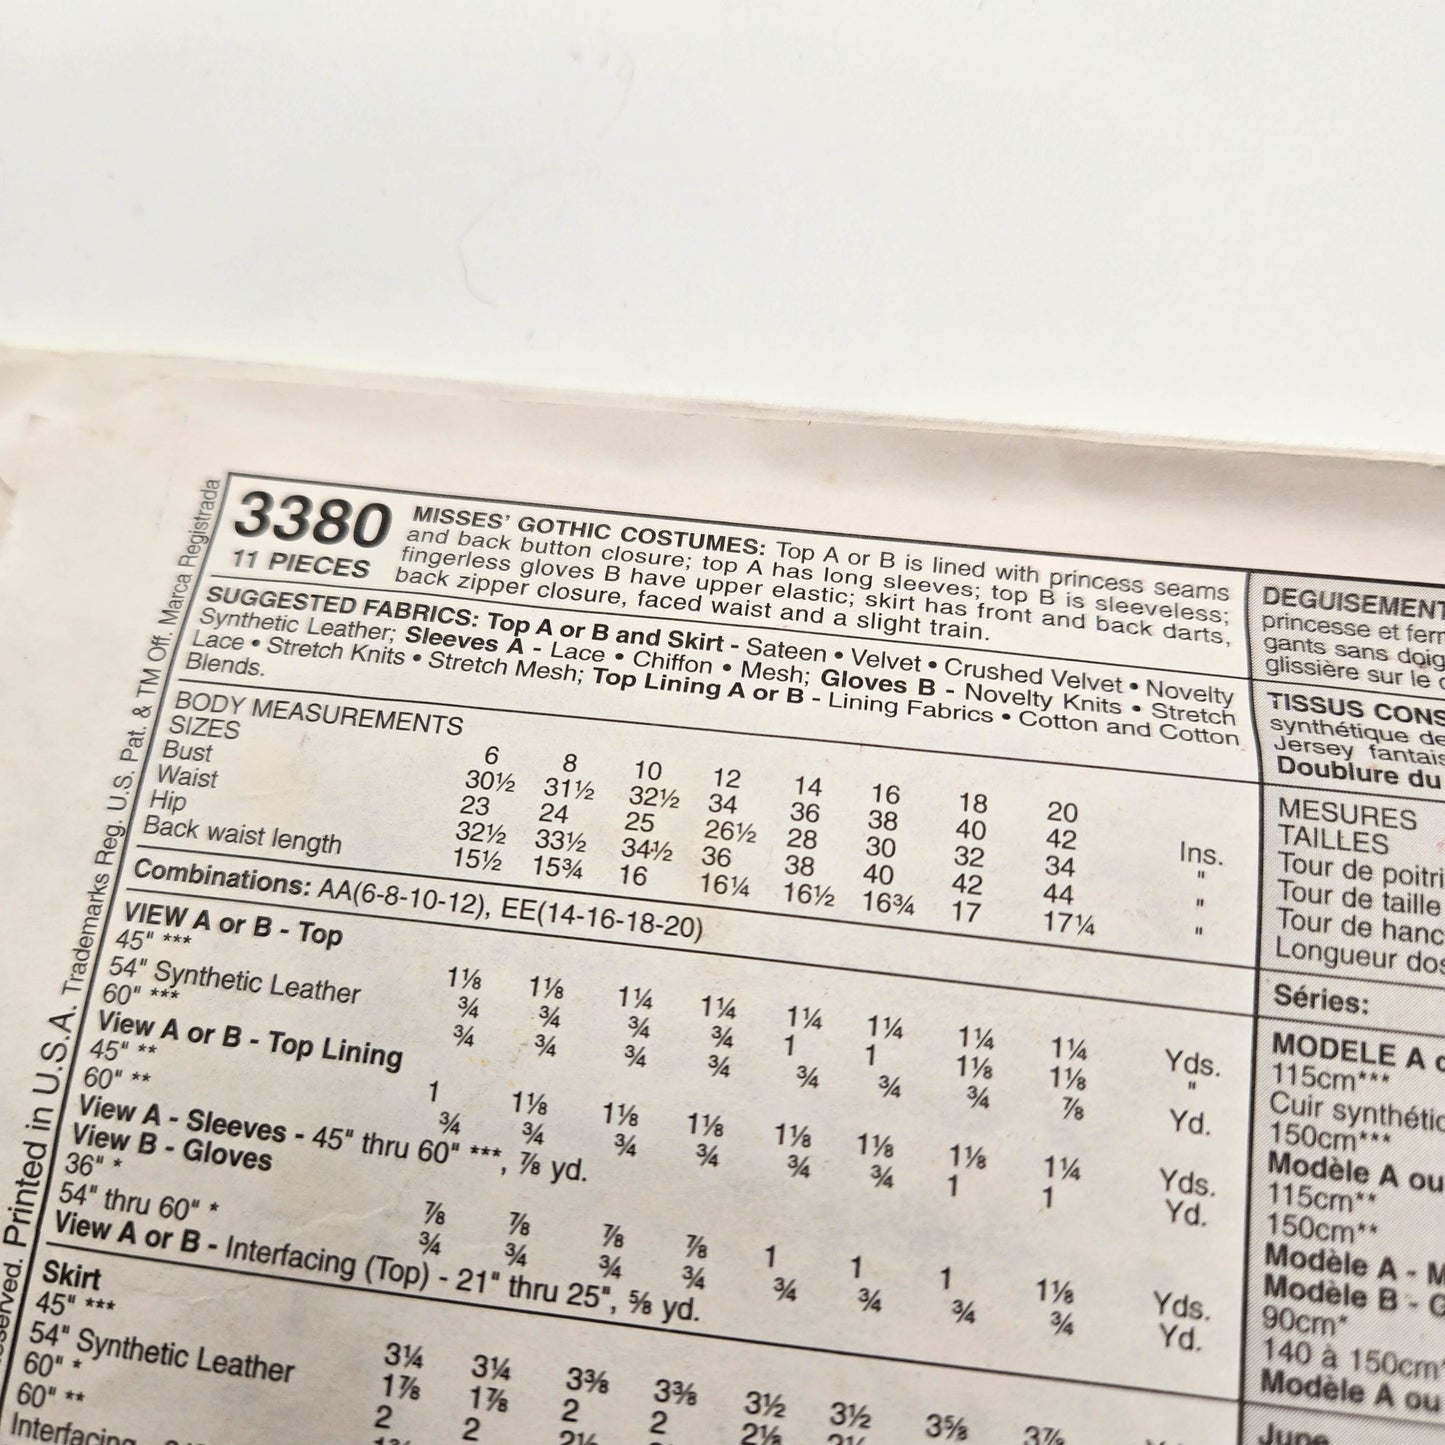 3380
11 PIECES
MISSES' GOTHIC COSTUMES: Top A or B is lined with princess seams
and back button closure; top A has long sleeves; top B is sleeveless;
fingerless gloves B have upper elastic; skirt has front and back darts,
back zipper closure, faced waist and a slight train.
SUGGESTED FABRICS: Top A or B and Skirt - Sateen • Velvet • Crushed Velvet • Novelty
Synthetic Leather; Sleeves A - Lace • Chiffon • Mesh; Gloves B - Novelty Knits • Stretch
Lace • Stretch Knits • Stretch Mesh; Top Lining A or B - Lining Fabrics • Cotton and Cotton
Blends.
BODY MEASUREMENTS
SIZES 6 8 10 12 14 16 18 20
Bust 30½ 31½ 32½ 34 36 38 40 42 Ins.
Waist 23 24 25 26½ 28 30 32 34 "
Hip 32½ 33½ 34½ 36 38 40 42 44 "
Back waist length 15½ 15¾ 16 16¼ 16½ 16¾ 17 17¼ "
Combinations: AA(6-8-10-12), EE(14-16-18-20)
VIEW A or B - Top
45" *** 1⅛ 1⅛ 1¼ 1¼ 1¼ 1¼ 1¼ 1¼ Yds.
54" Synthetic Leather ¾ ¾ ¾ ¾ 1 1 1⅛ 1⅛ "
60" *** ¾ ¾ ¾ ¾ ¾ ¾ ¾ ⅞ Yd.
View A or B - Top Lining
45" ** 1 1⅛ 1⅛ 1⅛ 1⅛ 1⅛ 1⅛ 1¼ Yds.
60" ** ¾ ¾ ¾ ¾ ¾ ¾ 1 1 Yd.
View A - Sleeves - 45" thru 60" ***, ⅞ yd.
View B - Gloves
36" * ⅞ ⅞ ⅞ ⅞ 1 1 1 1⅛ Yds.
54" thru 60" * ¾ ¾ ¾ ¾ ¾ ¾ ¾ ¾ Yd.
View A or B - Interfacing (Top) - 21" thru 25", ⅝ yd.
Skirt
45" *** 3¼ 3¼ 3⅜ 3⅜ 3½ 3½ 3⅝ 3⅞
54" Synthetic Leather 1⅞ 1⅞ 2 2 2⅛
60" * 2 2
60" **
Interfacing
Printed in U.S.A. Trademarks Reg. U.S. Pat. & TM Off. Marca Registrada
DEGUISEMENT
princesse et ferm
gants sans doig
glissière sur le
TISSUS CONS
synthétique de
Jersey fantais
Doublure du
MESURES
TAILLES
Tour de poitri
Tour de taille
Tour de hanc
Longueur dos
Séries:
MODELE A
115cm***
Cuir synthétic
150cm***
Modèle A ou
115cm**
150cm**
Modèle A - M
Modèle B - G
90cm*
140 à 150cm*
Modèle A ou
Jupe